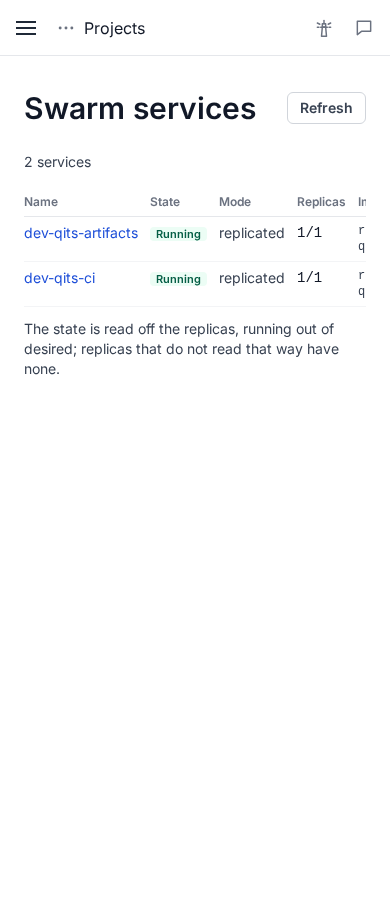 Projects
Swarm services
Refresh
2 services
Name State Mode Replicas
dev-qits-artifacts Running replicated 1/1
dev-qits-ci Running replicated 1/1
The state is read off the replicas, running out of
desired; replicas that do not read that way have
none.